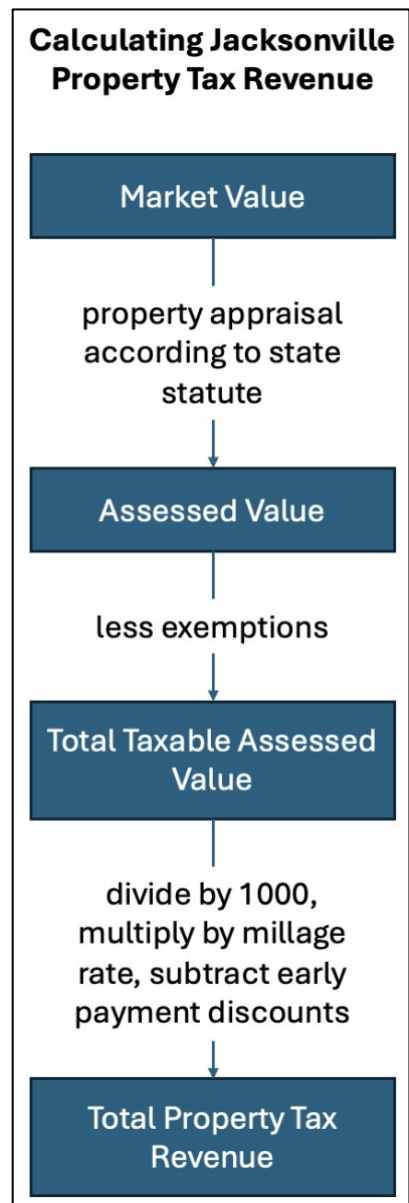 Calculating Jacksonville
Property Tax Revenue
Market Value
property appraisal
according to state
statute
Assessed Value
less exemptions
Total Taxable Assessed
Value
divide by 1000,
multiply by millage
rate, subtract early
payment discounts
Total Property Tax
Revenue